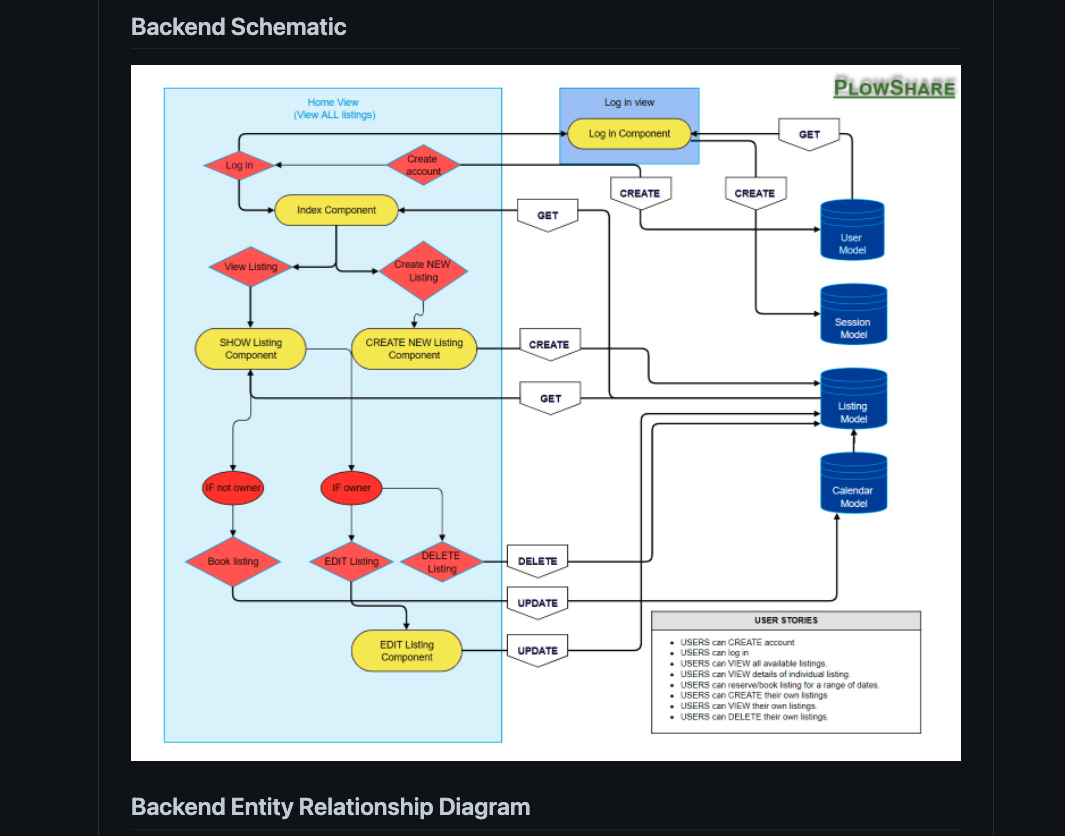 Backend Schematic
PLOWSHARE
Home View
(View ALL listings)
Log in view
Log in Component
GET
Log in
Create
account
CREATE
CREATE
Index Component
GET
User
Model
View Listing
Create NEW
Listing
Session
Model
SHOW Listing
Component
CREATE NEW Listing
Component
CREATE
GET
Listing
Model
IF not owner
IF owner
Calendar
Model
Book listing
EDIT Listing
DELETE
Listing
DELETE
UPDATE
EDIT Listing
Component
UPDATE
USER STORIES
• USERS can CREATE account
• USERS can log in
• USERS can VIEW all available listings.
• USERS can VIEW details of individual listing.
• USERS can reserve/book listing for a range of dates.
• USERS can CREATE their own listings
• USERS can VIEW their own listings.
• USERS can DELETE their own listings.
Backend Entity Relationship Diagram